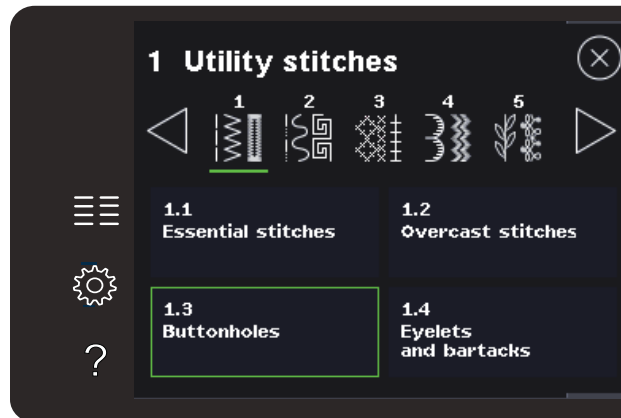 1 Utility stitches
1 2 3 4 5
1.1
Essential stitches
1.2
Overcast stitches
1.3
Buttonholes
1.4
Eyelets
and bartacks
?